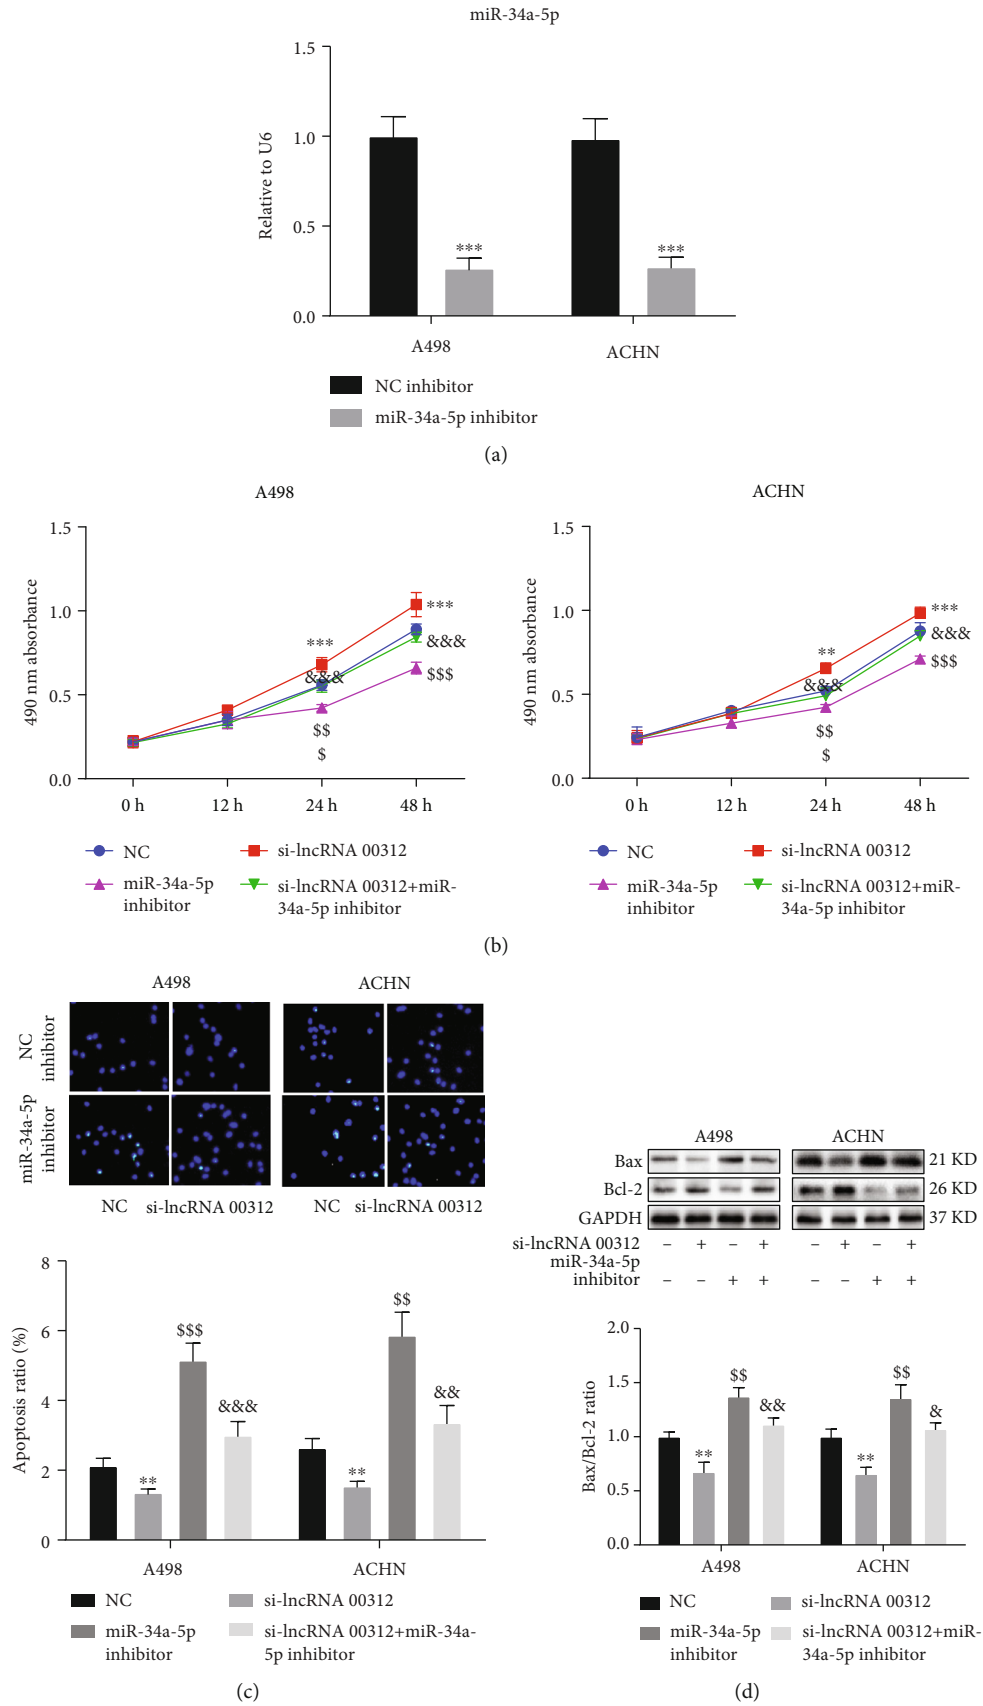 miR-34a-5p
1.5
1.0
0.5
0.0
Relative to U6
***
***
A498
ACHN
NC inhibitor
miR-34a-5p inhibitor
(a)
A498
1.5
1.0
0.5
0.0
490 nm absorbance
***
***
&&&
&&&
$$$
$$
$
0 h
12 h
24 h
48 h
NC
si-lncRNA 00312
miR-34a-5p
inhibitor
si-lncRNA 00312+miR-
34a-5p inhibitor
ACHN
1.5
1.0
0.5
0.0
490 nm absorbance
***
**
&&&
&&&
$$$
$$
$
0 h
12 h
24 h
48 h
NC
si-lncRNA 00312
miR-34a-5p
inhibitor
si-lncRNA 00312+miR-
34a-5p inhibitor
(b)
A498
ACHN
NC
inhibitor
miR-34a-5p
inhibitor
NC
si-lncRNA 00312
NC
si-lncRNA 00312
8
6
4
2
0
Apoptosis ratio (%)
**
$$$
&&&
**
$$
&&
A498
ACHN
NC
si-lncRNA 00312
miR-34a-5p
inhibitor
si-lncRNA 00312+miR-34a-
5p inhibitor
(c)
A498
ACHN
Bax
21 KD
Bcl-2
26 KD
GAPDH
37 KD
si-lncRNA 00312 – + – + – + – +
miR-34a-5p
inhibitor – – + + – – + +
2.0
1.5
1.0
0.5
0.0
Bax/Bcl-2 ratio
**
$$
&&
**
$$
&
A498
ACHN
NC
si-lncRNA 00312
miR-34a-5p
inhibitor
si-lncRNA 00312+miR-
34a-5p inhibitor
(d)